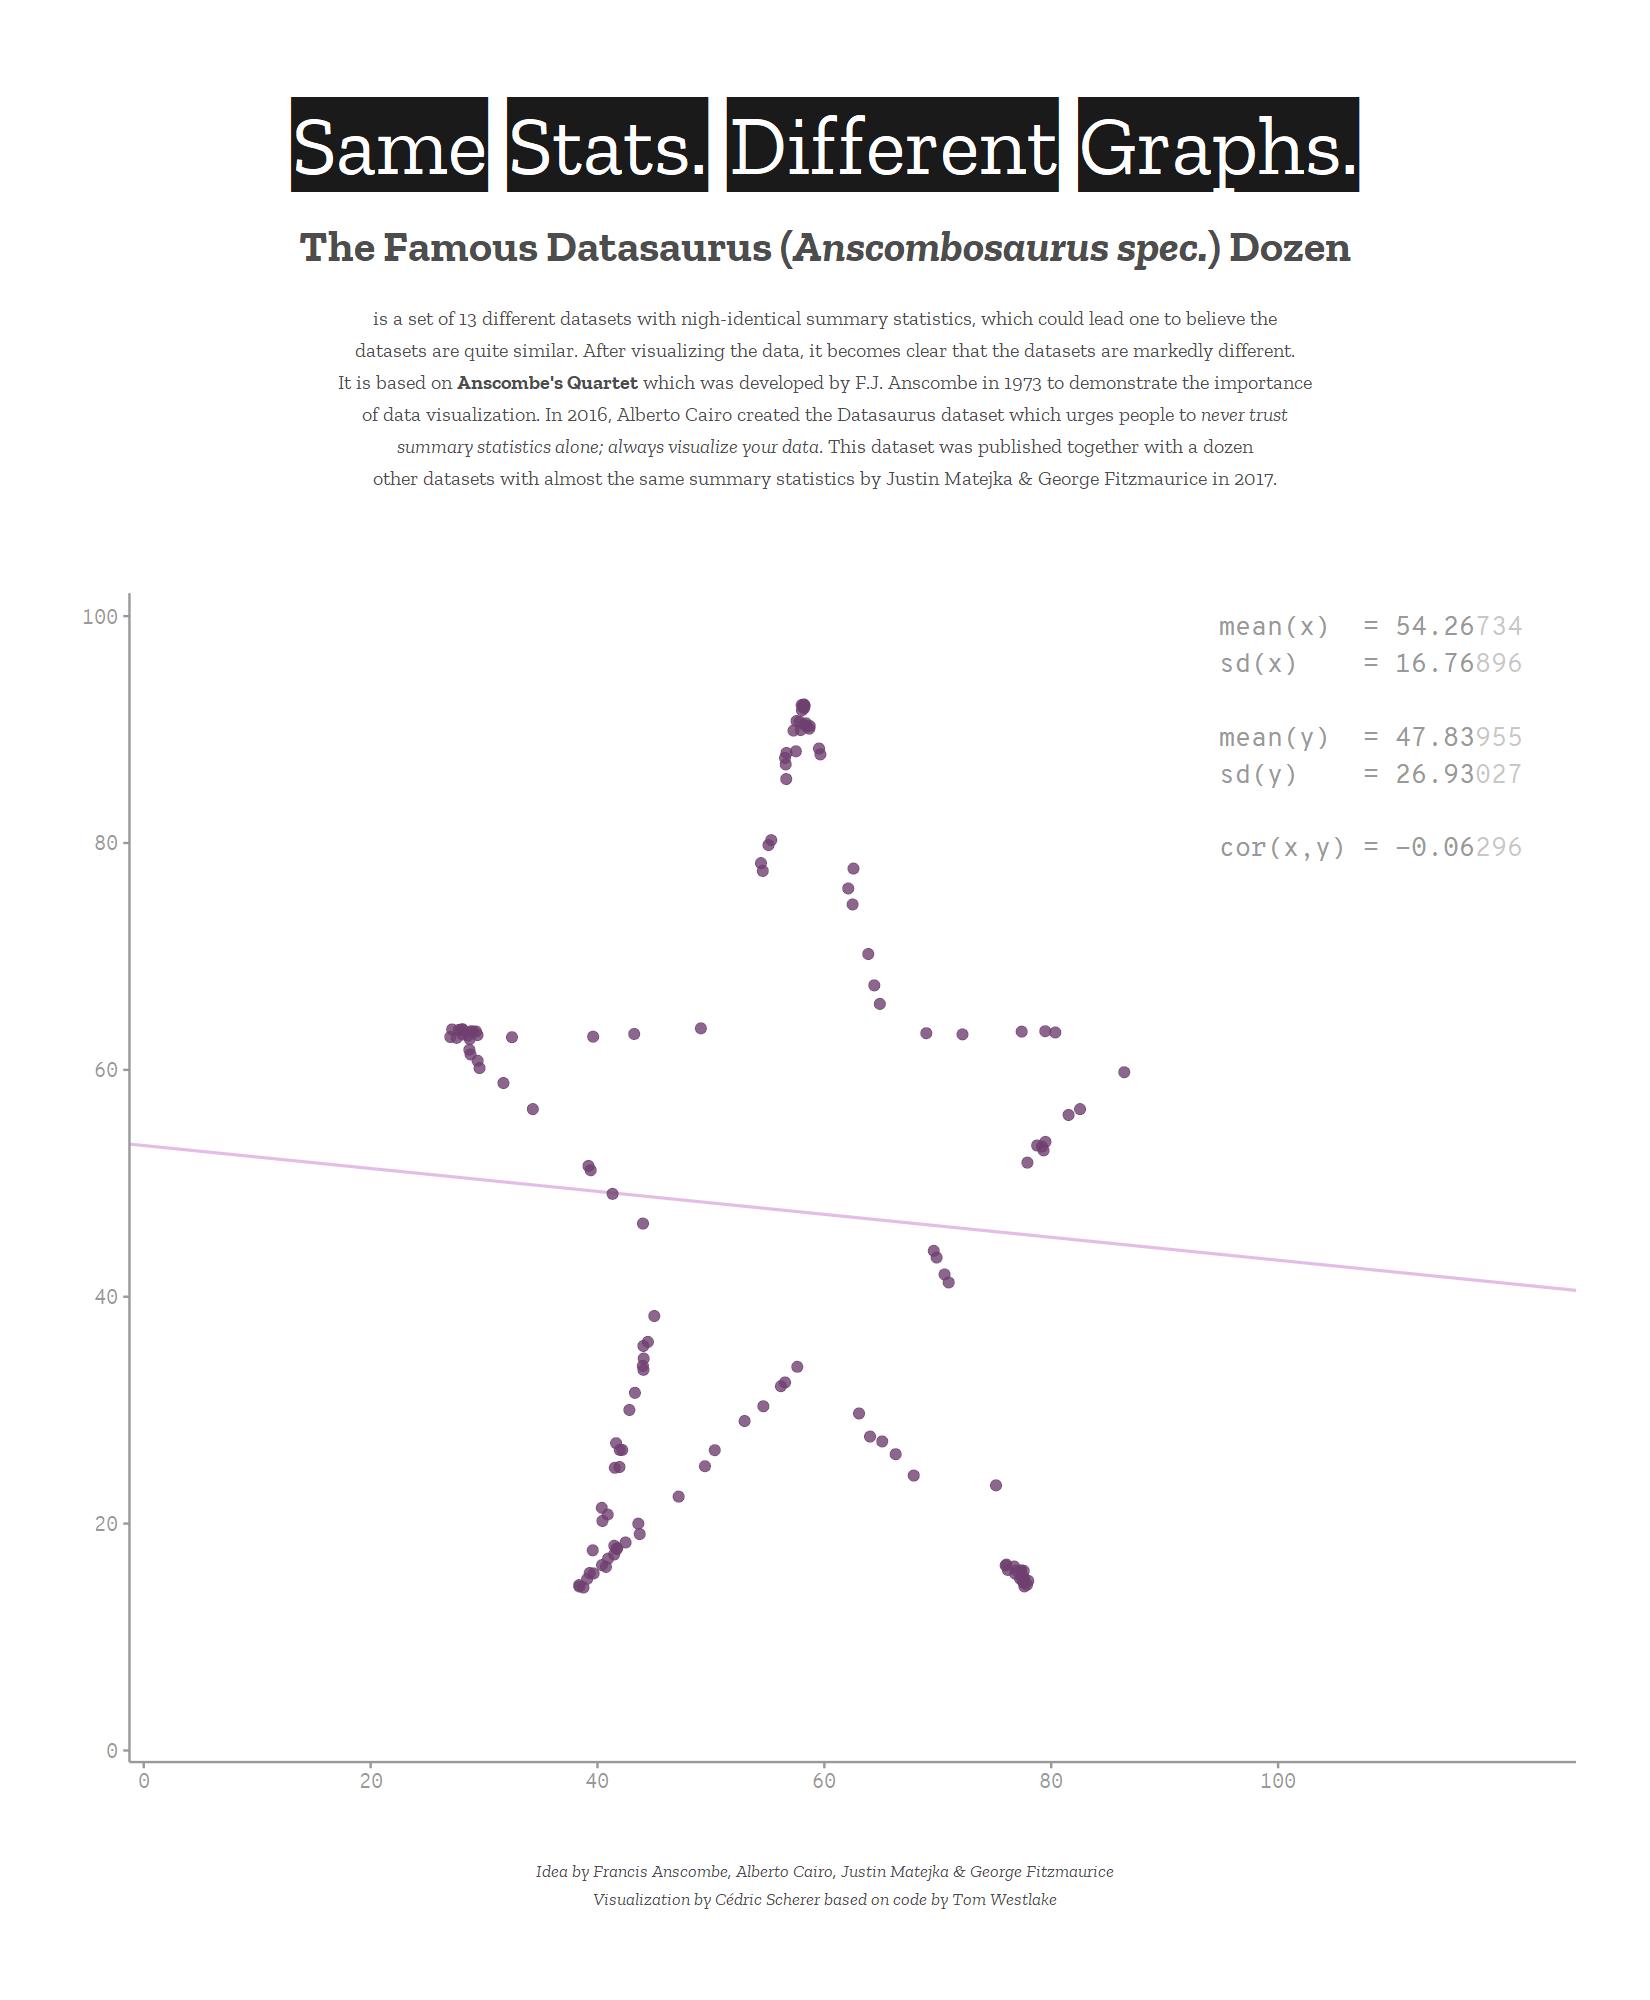 Same Stats. Different Graphs.
The Famous Datasaurus (Anscombosaurus spec.) Dozen
is a set of 13 different datasets with nigh-identical summary statistics, which could lead one to believe the
datasets are quite similar. After visualizing the data, it becomes clear that the datasets are markedly different.
It is based on Anscombe's Quartet which was developed by F.J. Anscombe in 1973 to demonstrate the importance
of data visualization. In 2016, Alberto Cairo created the Datasaurus dataset which urges people to never trust
summary statistics alone; always visualize your data. This dataset was published together with a dozen
other datasets with almost the same summary statistics by Justin Matejka & George Fitzmaurice in 2017.
mean(x) = 54.26734
sd(x) = 16.76896
mean(y) = 47.83955
sd(y) = 26.93027
cor(x,y) = −0.06296
100
80
60
40
20
0
0 20 40 60 80 100
Idea by Francis Anscombe, Alberto Cairo, Justin Matejka & George Fitzmaurice
Visualization by Cédric Scherer based on code by Tom Westlake